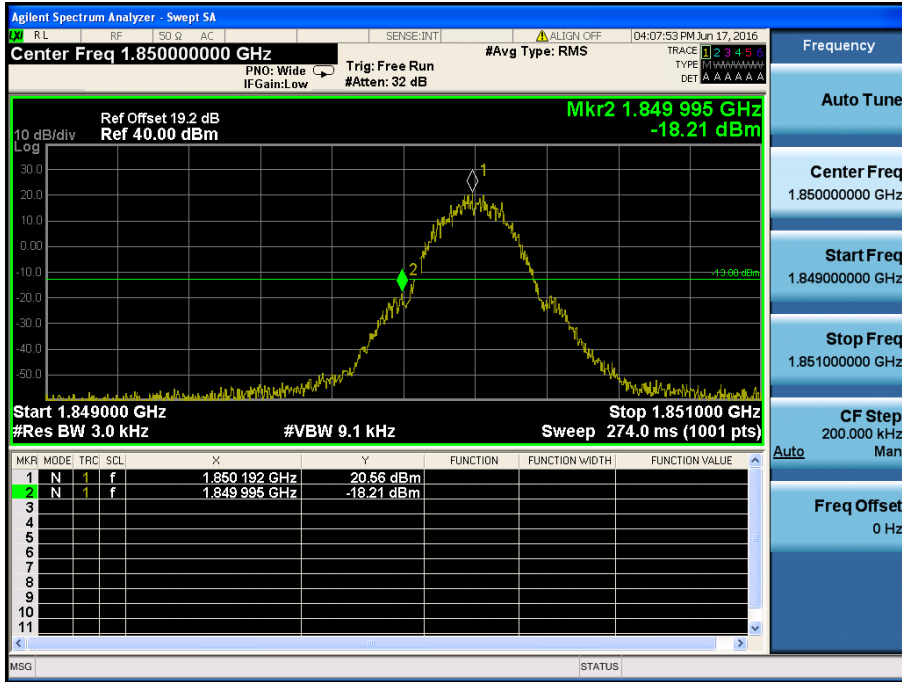 Agilent Spectrum Analyzer - Swept SA
LXI RL RF 50 Ω AC SENSE:INT ALIGN OFF 04:07:53 PM Jun 17, 2016
Center Freq 1.850000000 GHz
PNO: Wide
IFGain:Low
Trig: Free Run
#Atten: 32 dB
#Avg Type: RMS
TRACE 1 2 3 4 5 6
TYPE M W W W W W
DET A A A A A A
Mkr2 1.849 995 GHz
-18.21 dBm
Ref Offset 19.2 dB
10 dB/div Ref 40.00 dBm
Log
30.0
20.0
10.0
0.00
-10.0
-20.0
-30.0
-40.0
-50.0
1
2
-13.00 dBm
Start 1.849000 GHz Stop 1.851000 GHz
#Res BW 3.0 kHz #VBW 9.1 kHz Sweep 274.0 ms (1001 pts)
MKR MODE TRC SCL X Y FUNCTION FUNCTION WIDTH FUNCTION VALUE
1 N 1 f 1.850 192 GHz 20.56 dBm
2 N 1 f 1.849 995 GHz -18.21 dBm
3
4
5
6
7
8
9
10
11
MSG STATUS
Frequency
Auto Tune
Center Freq
1.850000000 GHz
Start Freq
1.849000000 GHz
Stop Freq
1.851000000 GHz
CF Step
200.000 kHz
Auto Man
Freq Offset
0 Hz